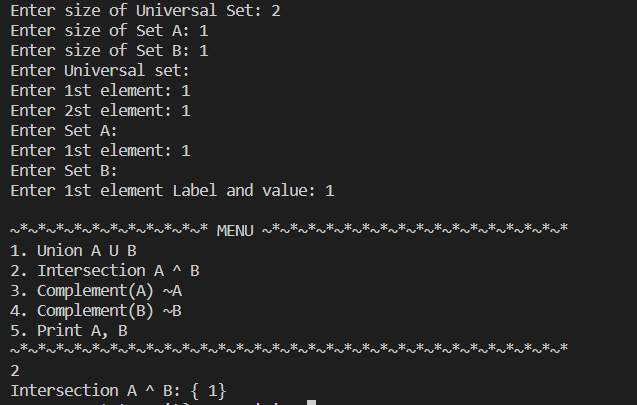 Enter size of Universal Set: 2
Enter size of Set A: 1
Enter size of Set B: 1
Enter Universal set:
Enter 1st element: 1
Enter 2st element: 1
Enter Set A:
Enter 1st element: 1
Enter Set B:
Enter 1st element Label and value: 1
~*~*~*~*~*~*~*~*~*~*~* MENU ~*~*~*~*~*~*~*~*~*~*~*~*~*~*~*~*~*
1. Union A U B
2. Intersection A ^ B
3. Complement(A) ~A
4. Complement(B) ~B
5. Print A, B
~*~*~*~*~*~*~*~*~*~*~*~*~*~*~*~*~*~*~*~*~*~*~*~*~*~*~*~*~*~*~*
2
Intersection A ^ B: { 1}